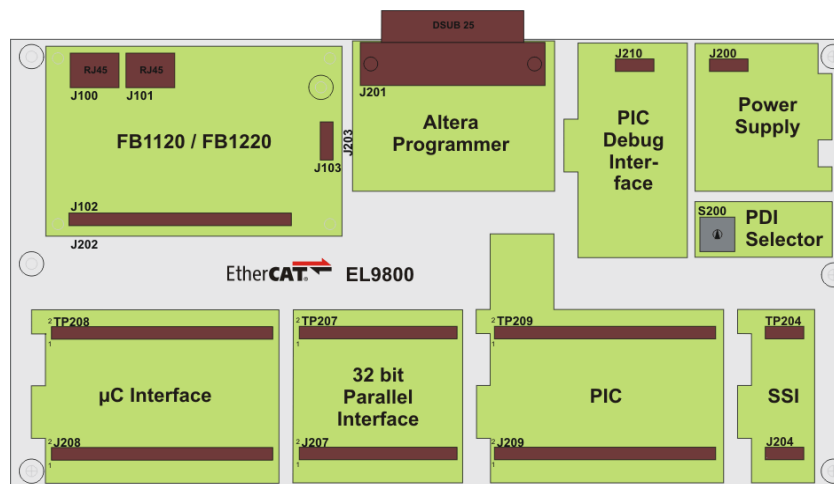 DSUB 25
RJ45
RJ45
J100
J101
J201
J210
J200
FB1120 / FB1220
J103
J203
Altera
Programmer
PIC
Debug
Inter-
face
Power
Supply
J102
J202
S200
PDI
Selector
EtherCAT®
EL9800
2
TP208
1
2
TP207
1
2
TP209
1
TP204
µC Interface
32 bit
Parallel
Interface
PIC
SSI
2
J208
1
2
J207
1
2
J209
1
J204